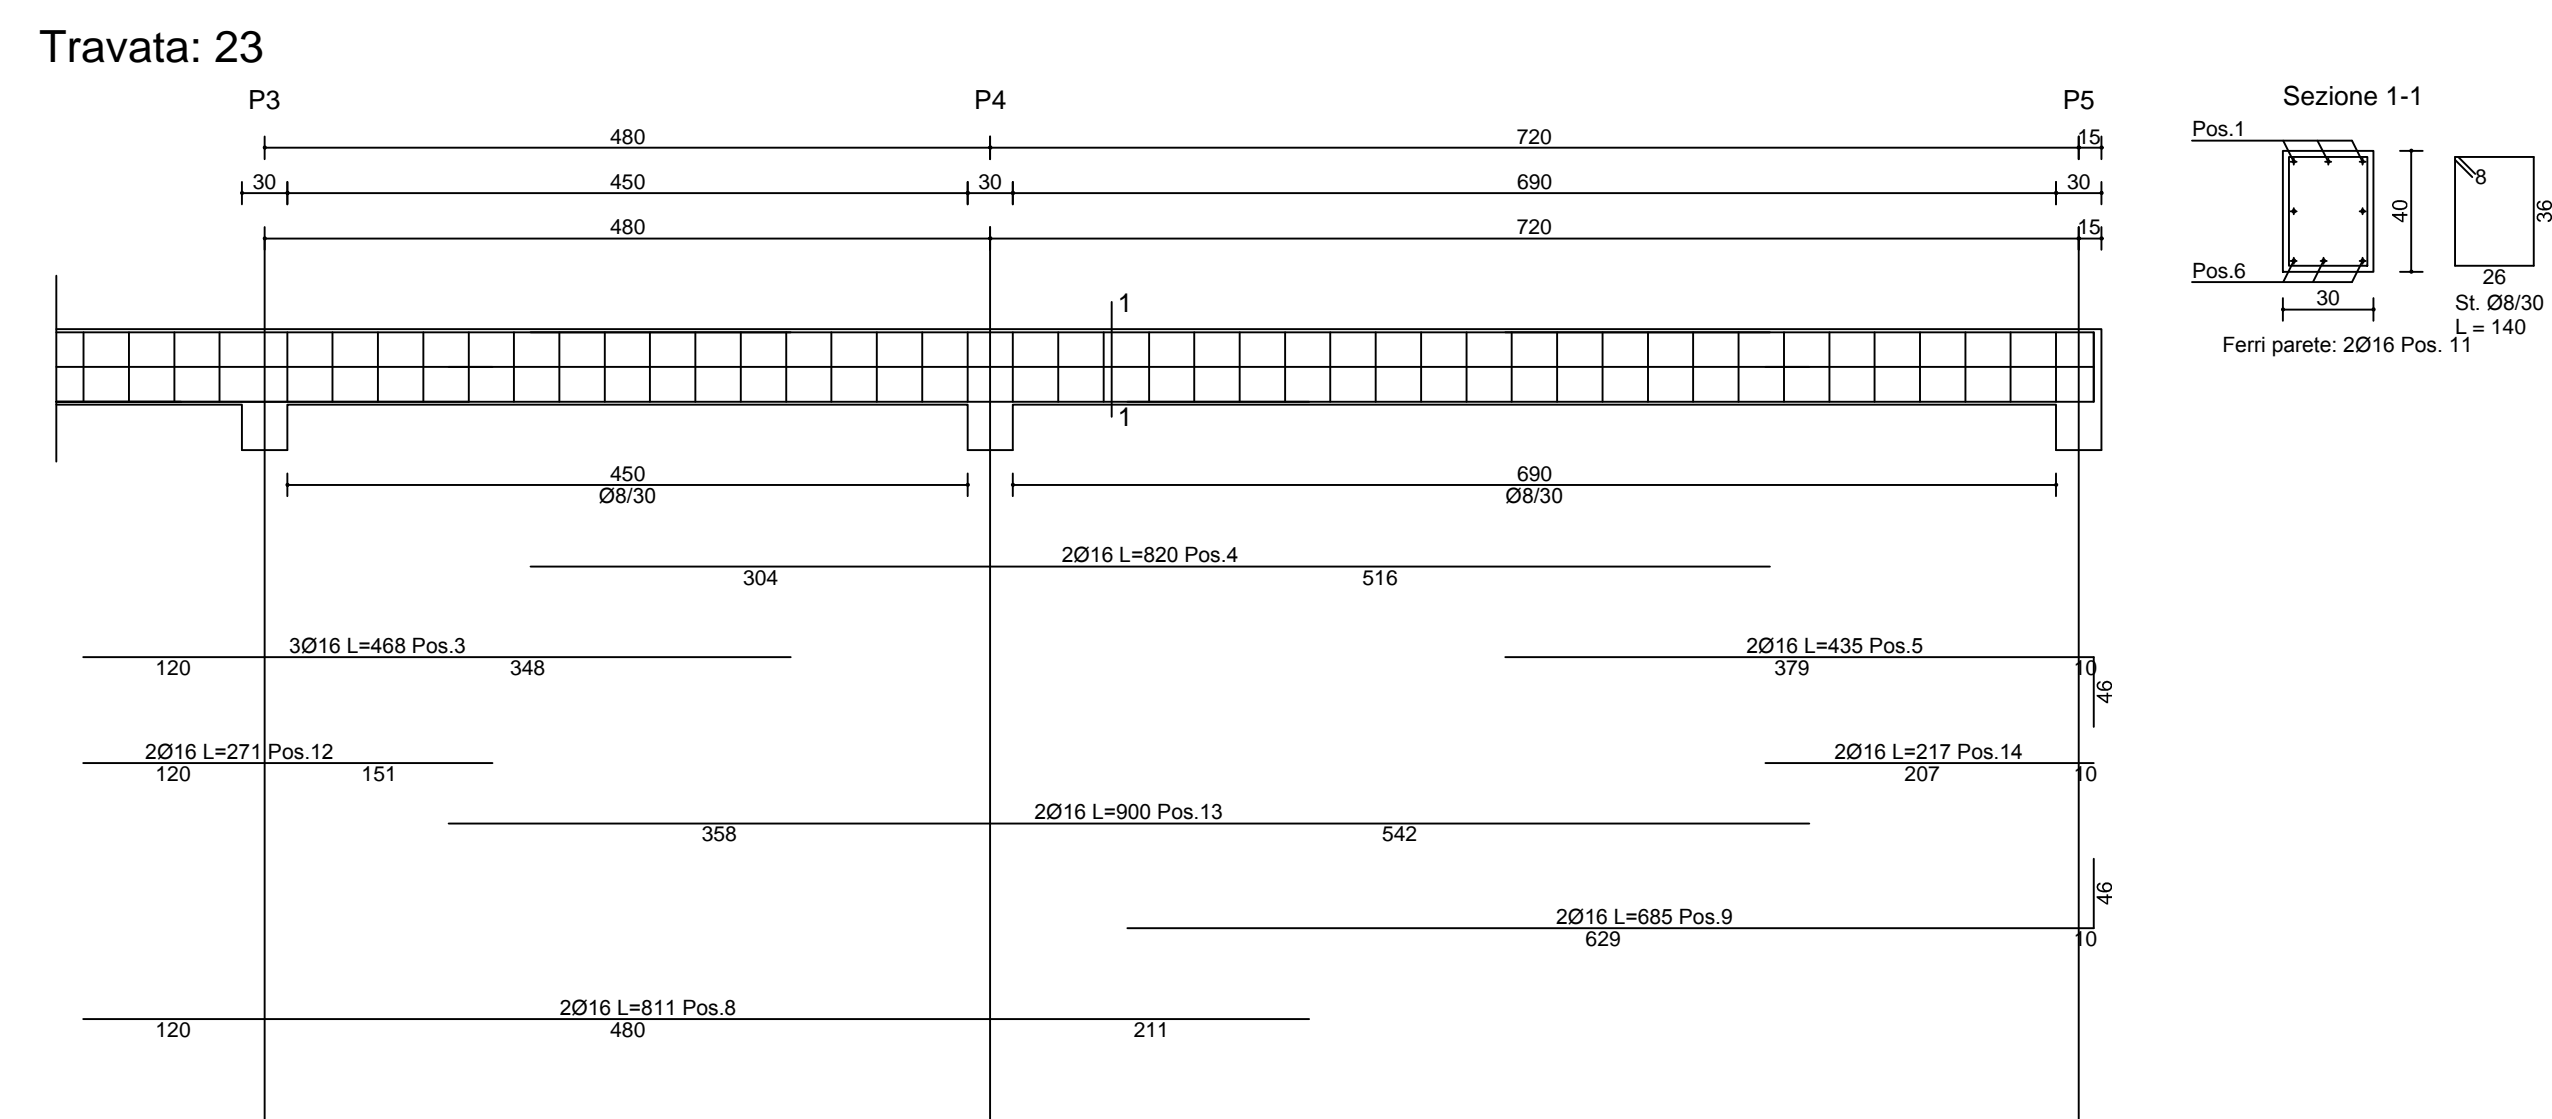 Travata: 23
P3 P4 P5
480 720 15
30 450 30 690 30
480 720 15
1
1
450 690
Ø8/30 Ø8/30
2Ø16 L=820 Pos.4
304 516
3Ø16 L=468 Pos.3 2Ø16 L=435 Pos.5
120 348 379 10
46
2Ø16 L=271 Pos.12 2Ø16 L=217 Pos.14
120 151 207 10
2Ø16 L=900 Pos.13
358 542
46
2Ø16 L=685 Pos.9
629 10
2Ø16 L=811 Pos.8
120 480 211
Sezione 1-1
Pos.1
8
40
36
Pos.6
26
30
St. Ø8/30
L = 140
Ferri parete: 2Ø16 Pos. 11